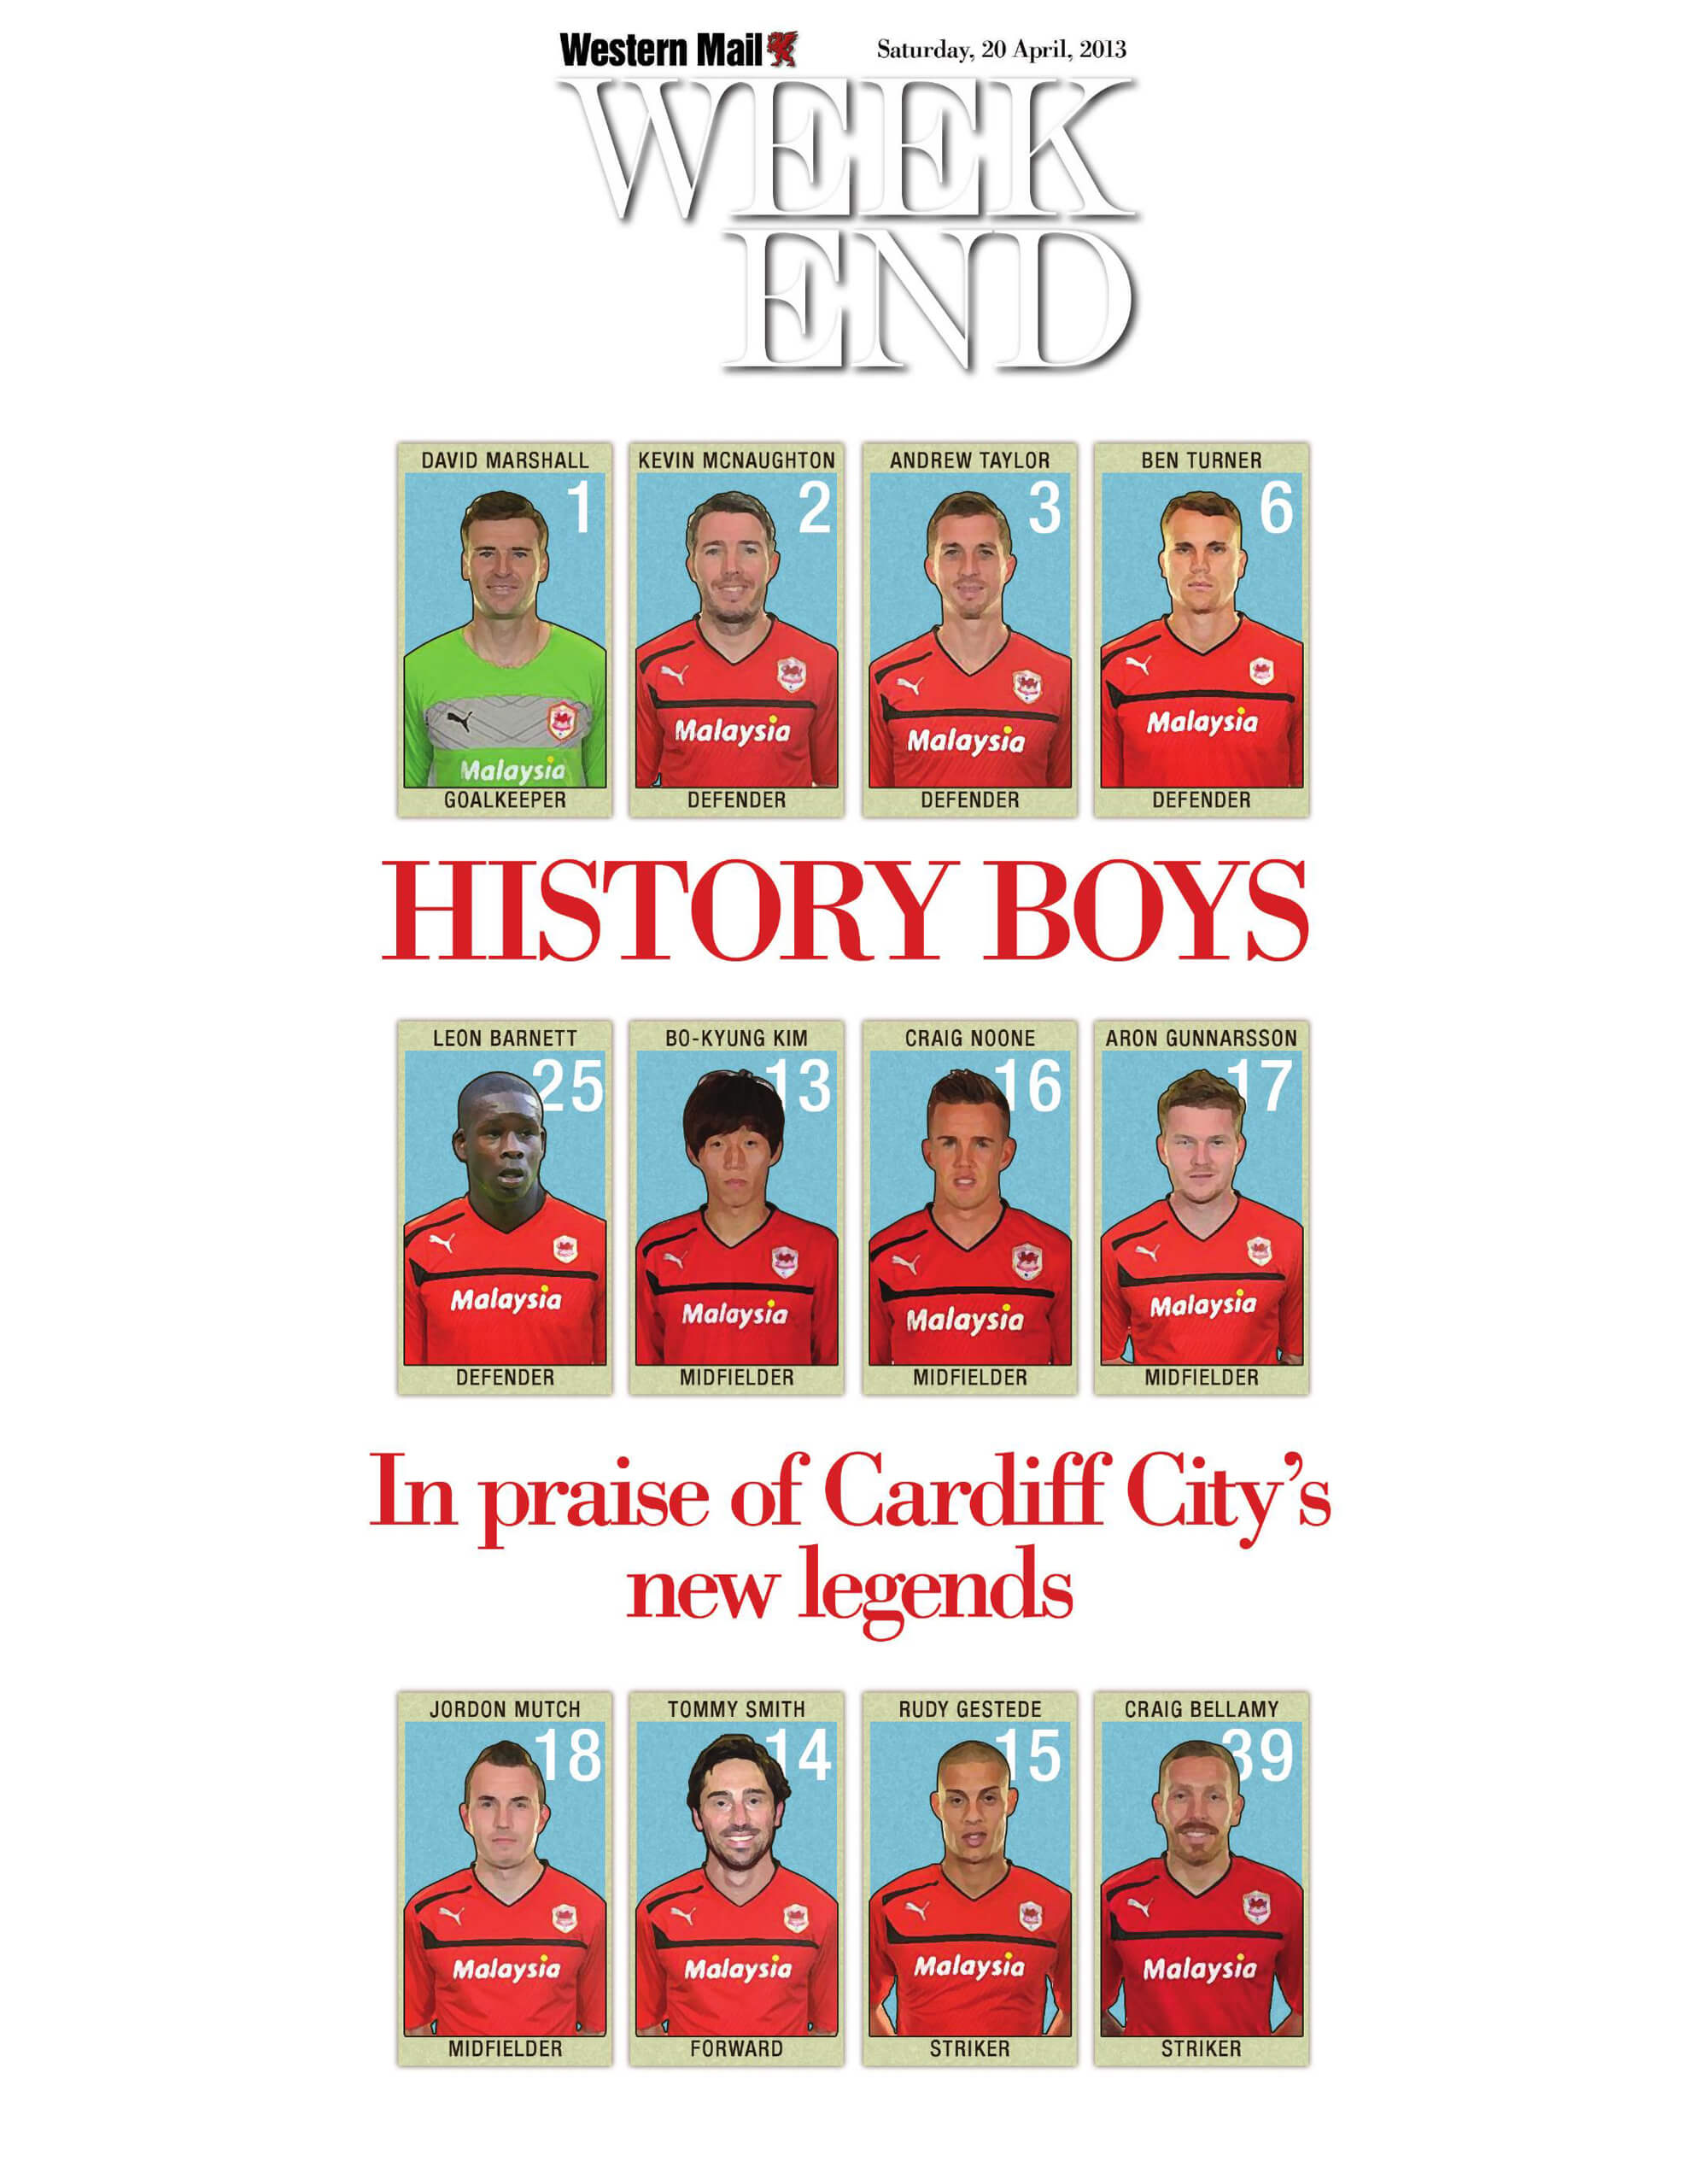 Western Mail
Saturday, 20 April, 2013
WEEK
END
DAVID MARSHALL
1
Malaysia
GOALKEEPER
KEVIN MCNAUGHTON
2
Malaysia
DEFENDER
ANDREW TAYLOR
3
Malaysia
DEFENDER
BEN TURNER
6
Malaysia
DEFENDER
HISTORY BOYS
LEON BARNETT
25
Malaysia
DEFENDER
BO-KYUNG KIM
13
Malaysia
MIDFIELDER
CRAIG NOONE
16
Malaysia
MIDFIELDER
ARON GUNNARSSON
17
Malaysia
MIDFIELDER
In praise of Cardiff City's
new legends
JORDON MUTCH
18
Malaysia
MIDFIELDER
TOMMY SMITH
14
Malaysia
FORWARD
RUDY GESTEDE
15
Malaysia
STRIKER
CRAIG BELLAMY
39
Malaysia
STRIKER